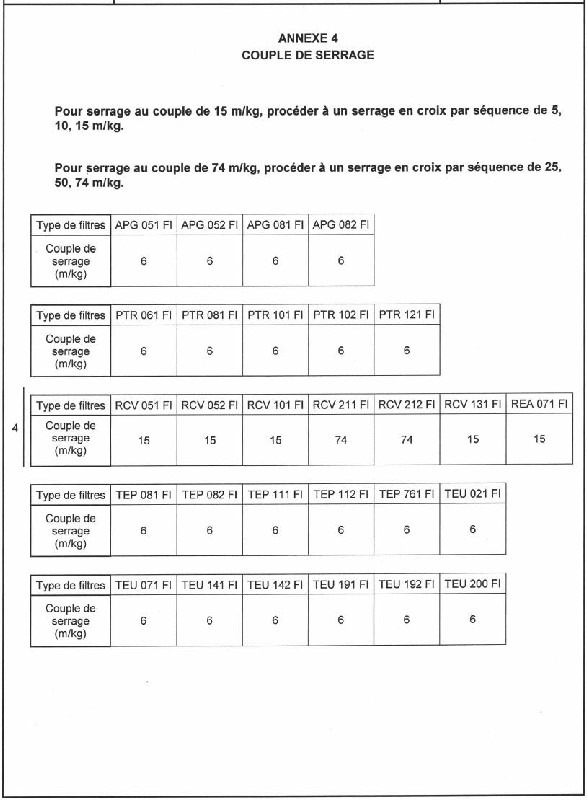 ANNEXE 4
COUPLE DE SERRAGE
Pour serrage au couple de 15 m/kg, procéder à un serrage en croix par séquence de 5,
10, 15 m/kg.
Pour serrage au couple de 74 m/kg, procéder à un serrage en croix par séquence de 25,
50, 74 m/kg.
Type de filtres APG 051 FI APG 052 FI APG 081 FI APG 082 FI
Couple de
serrage
(m/kg) 6 6 6 6
Type de filtres PTR 061 FI PTR 081 FI PTR 101 FI PTR 102 FI PTR 121 FI
Couple de
serrage
(m/kg) 6 6 6 6 6
4
Type de filtres RCV 051 FI RCV 052 FI RCV 101 FI RCV 211 FI RCV 212 FI RCV 131 FI REA 071 FI
Couple de
serrage
(m/kg) 15 15 15 74 74 15 15
Type de filtres TEP 081 FI TEP 082 FI TEP 111 FI TEP 112 FI TEP 761 FI TEU 021 FI
Couple de
serrage
(m/kg) 6 6 6 6 6 6
Type de filtres TEU 071 FI TEU 141 FI TEU 142 FI TEU 191 FI TEU 192 FI TEU 200 FI
Couple de
serrage
(m/kg) 6 6 6 6 6 6